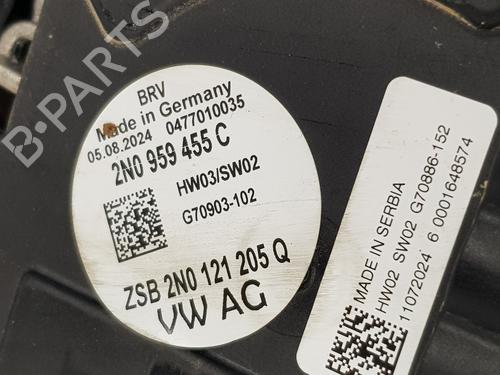 BRV
Made in Germany
05.08.2024 0477010035
2N0 959 455 C
HW03/SW02
G70903-102
ZSB 2N0 121 205 Q
VW AG
MADE IN SERBIA
HW02 SW02 G70886-152
11072024 6 0001648574
B-PARTS